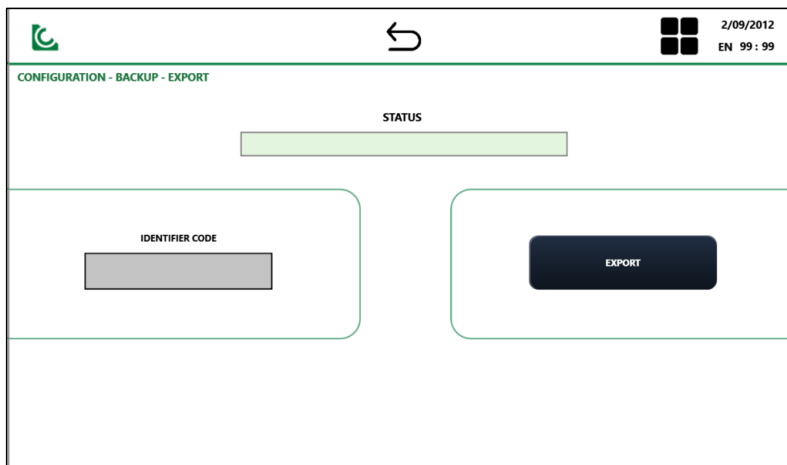 2/09/2012
EN 99 : 99
CONFIGURATION - BACKUP - EXPORT
STATUS
IDENTIFIER CODE
EXPORT